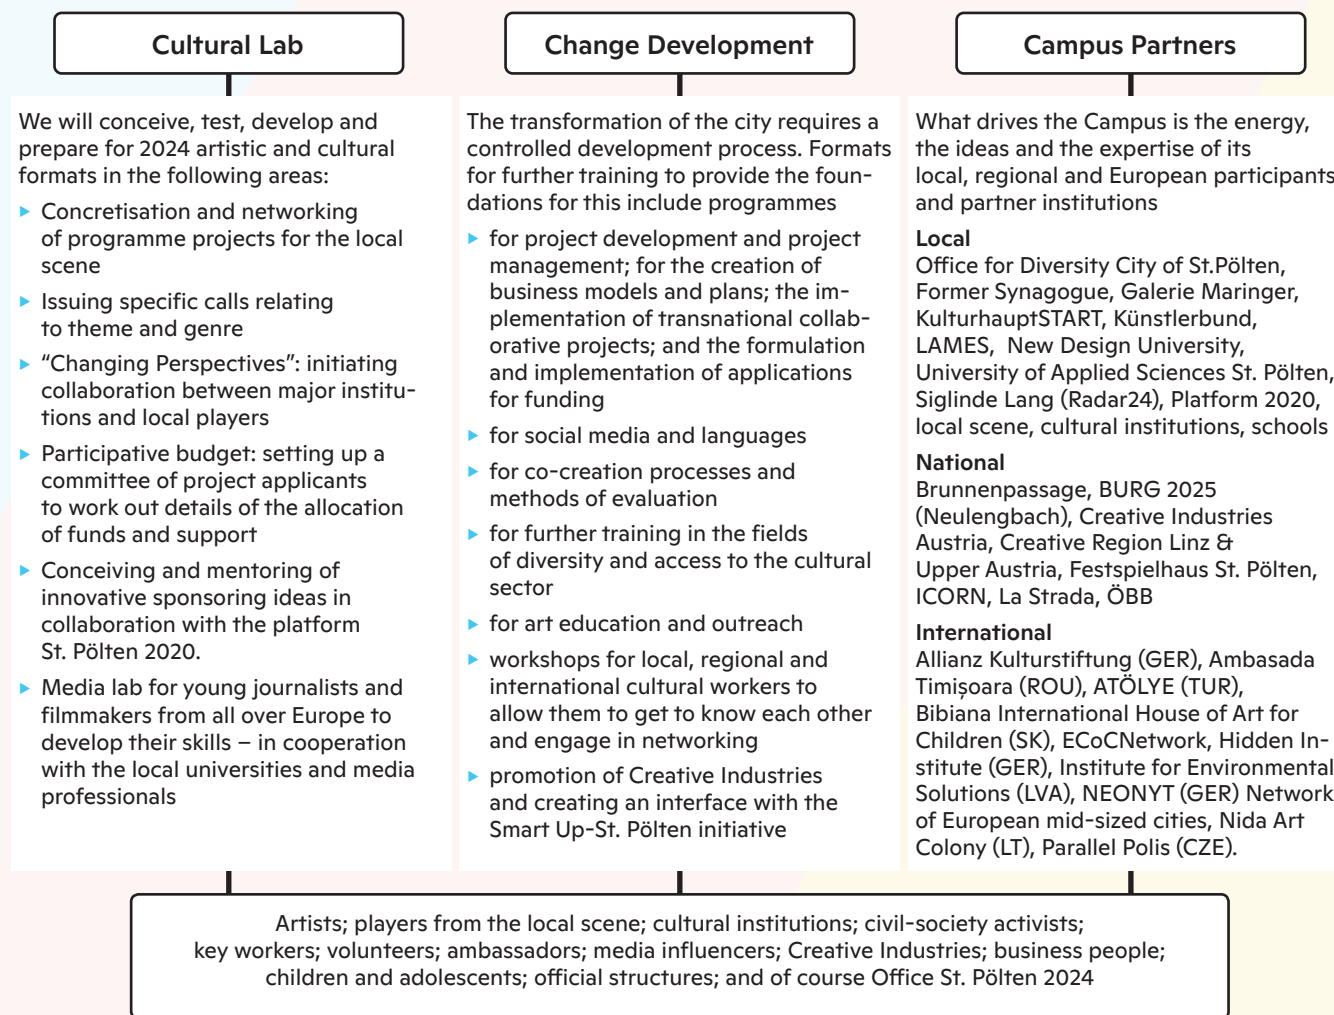 Cultural Lab
We will conceive, test, develop and
prepare for 2024 artistic and cultural
formats in the following areas:
▸ Concretisation and networking
of programme projects for the local
scene
▸ Issuing specific calls relating
to theme and genre
▸ “Changing Perspectives”: initiating
collaboration between major institu-
tions and local players
▸ Participative budget: setting up a
committee of project applicants
to work out details of the allocation
of funds and support
▸ Conceiving and mentoring of
innovative sponsoring ideas in
collaboration with the platform
St. Pölten 2020.
▸ Media lab for young journalists and
filmmakers from all over Europe to
develop their skills – in cooperation
with the local universities and media
professionals
Change Development
The transformation of the city requires a
controlled development process. Formats
for further training to provide the foun-
dations for this include programmes
▸ for project development and project
management; for the creation of
business models and plans; the im-
plementation of transnational collab-
orative projects; and the formulation
and implementation of applications
for funding
▸ for social media and languages
▸ for co-creation processes and
methods of evaluation
▸ for further training in the fields
of diversity and access to the cultural
sector
▸ for art education and outreach
▸ workshops for local, regional and
international cultural workers to
allow them to get to know each other
and engage in networking
▸ promotion of Creative Industries
and creating an interface with the
Smart Up-St. Pölten initiative
Campus Partners
What drives the Campus is the energy,
the ideas and the expertise of its
local, regional and European participants
and partner institutions
Local
Office for Diversity City of St.Pölten,
Former Synagogue, Galerie Maringer,
KulturhauptSTART, Künstlerbund,
LAMES, New Design University,
University of Applied Sciences St. Pölten,
Siglinde Lang (Radar24), Platform 2020,
local scene, cultural institutions, schools
National
Brunnenpassage, BURG 2025
(Neulengbach), Creative Industries
Austria, Creative Region Linz &
Upper Austria, Festspielhaus St. Pölten,
ICORN, La Strada, ÖBB
International
Allianz Kulturstiftung (GER), Ambasada
Timișoara (ROU), ATÖLYE (TUR),
Bibiana International House of Art for
Children (SK), ECoCNetwork, Hidden In-
stitute (GER), Institute for Environmental
Solutions (LVA), NEONYT (GER) Network
of European mid-sized cities, Nida Art
Colony (LT), Parallel Polis (CZE).
Artists; players from the local scene; cultural institutions; civil-society activists;
key workers; volunteers; ambassadors; media influencers; Creative Industries; business people;
children and adolescents; official structures; and of course Office St. Pölten 2024